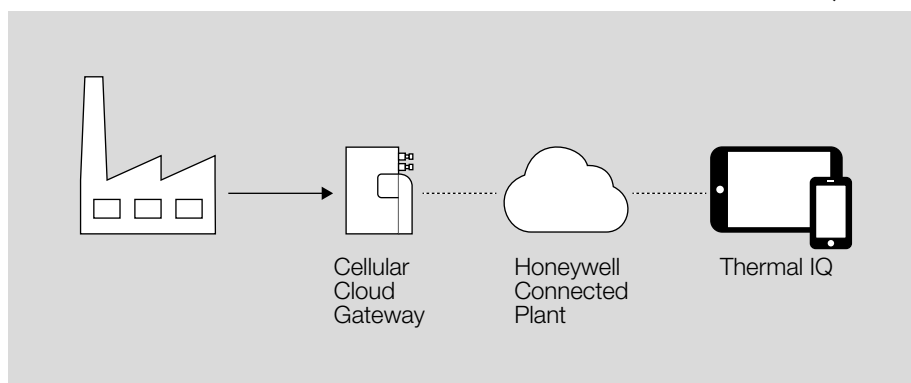 Cellular
Cloud
Gateway
Honeywell
Connected
Plant
Thermal IQ